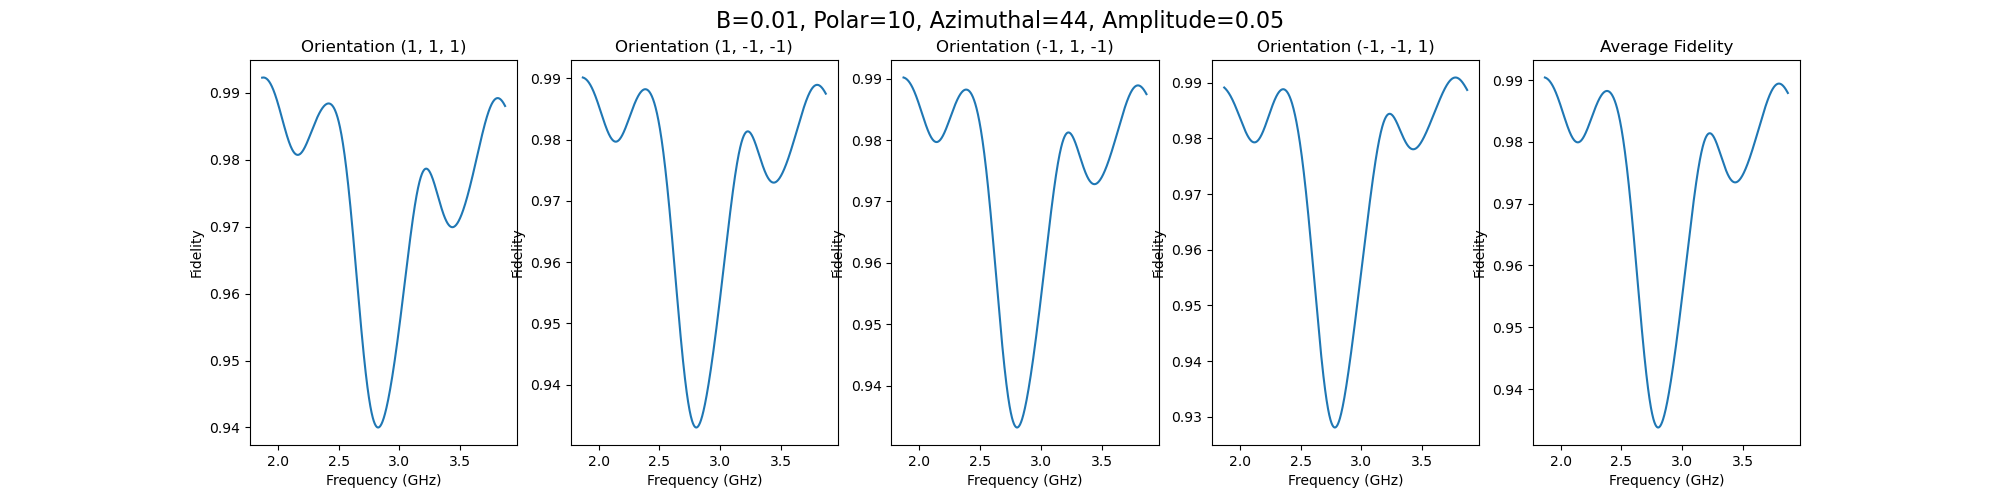 B=0.01, Polar=10, Azimuthal=44, Amplitude=0.05
Orientation (1, 1, 1)
Orientation (1, -1, -1)
Orientation (-1, 1, -1)
Orientation (-1, -1, 1)
Average Fidelity
0.99
0.98
0.97
0.96
0.95
0.94
Fidelity
2.0 2.5 3.0 3.5
Frequency (GHz)
0.99
0.98
0.97
0.96
0.95
0.94
Fidelity
2.0 2.5 3.0 3.5
Frequency (GHz)
0.99
0.98
0.97
0.96
0.95
0.94
Fidelity
2.0 2.5 3.0 3.5
Frequency (GHz)
0.99
0.98
0.97
0.96
0.95
0.94
0.93
Fidelity
2.0 2.5 3.0 3.5
Frequency (GHz)
0.99
0.98
0.97
0.96
0.95
0.94
Fidelity
2.0 2.5 3.0 3.5
Frequency (GHz)